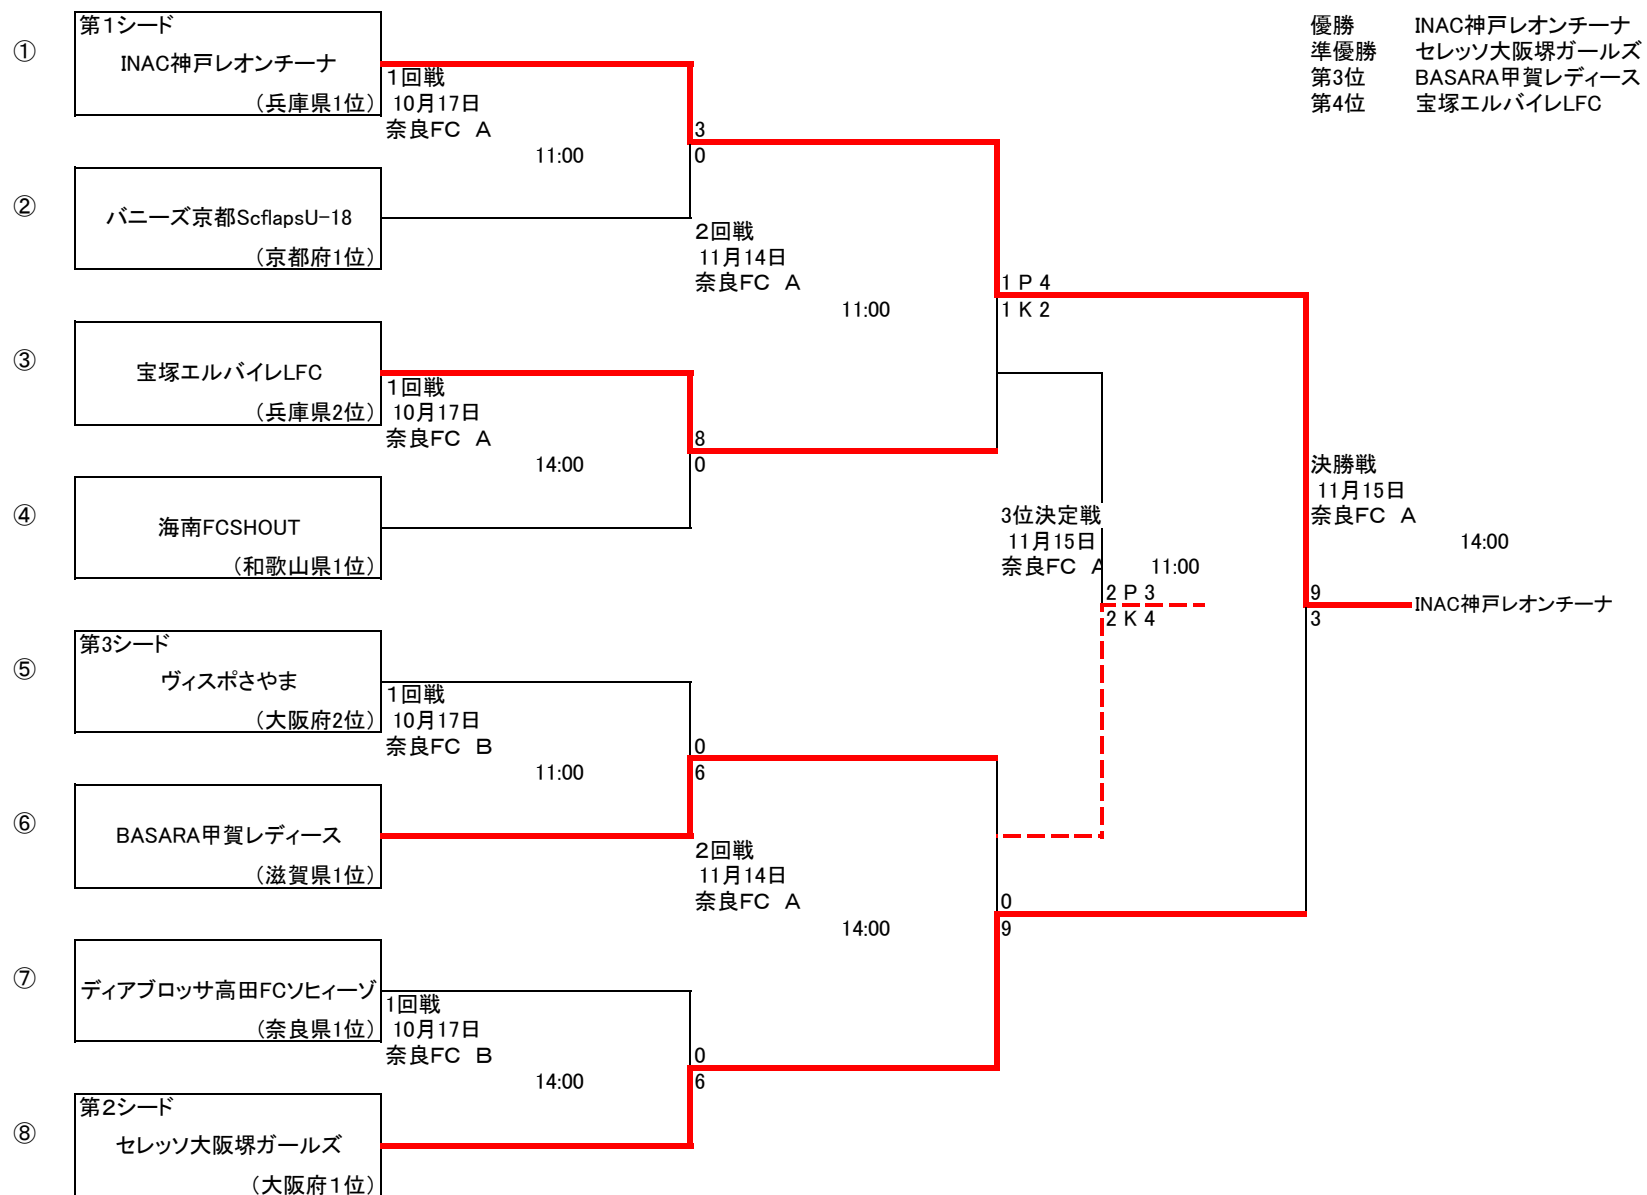 優勝 INAC神戸レオンチーナ
準優勝 セレッソ大阪堺ガールズ
第3位 BASARA甲賀レディース
第4位 宝塚エルバイレLFC
①
第1シード
INAC神戸レオンチーナ
（兵庫県1位）
1回戦
10月17日
奈良FC A
11:00
3
0
②
バニーズ京都ScflapsU-18
（京都府1位）
2回戦
11月14日
奈良FC A
11:00
1 P 4
1 K 2
③
宝塚エルバイレLFC
（兵庫県2位）
1回戦
10月17日
奈良FC A
14:00
8
0
④
海南FCSHOUT
（和歌山県1位）
3位決定戦
11月15日
奈良FC A 11:00
2 P 3
2 K 4
決勝戦
11月15日
奈良FC A
14:00
9
3
INAC神戸レオンチーナ
⑤
第3シード
ヴィスポさやま
（大阪府2位）
1回戦
10月17日
奈良FC B
11:00
0
6
⑥
BASARA甲賀レディース
（滋賀県1位）
2回戦
11月14日
奈良FC A
14:00
0
9
⑦
ディアブロッサ高田FCソヒィーゾ
（奈良県1位）
1回戦
10月17日
奈良FC B
14:00
0
6
⑧
第2シード
セレッソ大阪堺ガールズ
（大阪府1位）